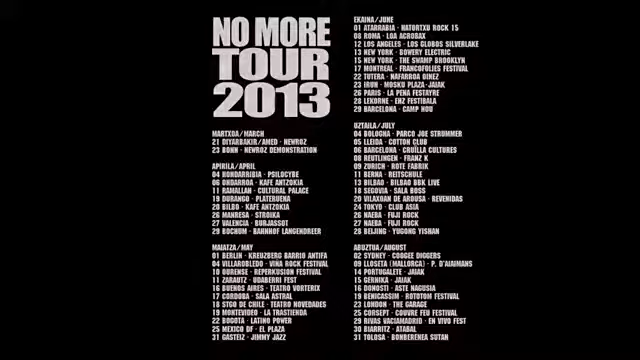 NO MORE
TOUR
2013
MARTXOA/MARCH
21 DIYARBAKIR/AMED - NEWROZ
23 BONN - NEWROZ DEMONSTRATION
APIRILA/APRIL
04 HONDARRIBIA - PSILOCYBE
06 ONDARROA - KAFE ANTZOKIA
11 RAMALLAH - CULTURAL PALACE
19 DURANGO - PLATERUENA
20 BILBO - KAFE ANTZOKIA
26 MANRESA - STROIKA
27 VALENCIA - BURJASSOT
29 BOCHUM - BAHNHOF LANGENDREER
MAIATZA/MAY
01 BERLIN - KREUZBERG BARRIO ANTIFA
04 VILLAROBLEDO - VIÑA ROCK FESTIVAL
10 OURENSE - REPERKUSION FESTIVAL
11 ZARAUTZ - UDABERRI FEST
16 BUENOS AIRES - TEATRO VORTERIX
17 CORDOBA - SALA ASTRAL
18 STGO DE CHILE - TEATRO NOVEDADES
19 MONTEVIDEO - LA TRASTIENDA
22 BOGOTA - LATINO POWER
25 MEXICO DF - EL PLAZA
31 GASTEIZ - JIMMY JAZZ
EKAINA/JUNE
01 ATARRABIA - HATORTXU ROCK 15
08 ROMA - LOA ACROBAX
12 LOS ANGELES - LOS GLOBOS SILVERLAKE
13 NEW YORK - BOWERY ELECTRIC
15 NEW YORK - THE SWAMP BROOKLYN
17 MONTREAL - FRANCOFOLIES FESTIVAL
22 TUTERA - NAFARROA OINEZ
23 IRUN - MOSKU PLAZA-JAIAK
26 PARIS - LA PENA FESTAYRE
28 LEKORNE - EHZ FESTIBALA
29 BARCELONA - CAMP NOU
UZTAILA/JULY
04 BOLOGNA - PARCO JOE STRUMMER
05 LLEIDA - COTTON CLUB
06 BARCELONA - CRUÏLLA CULTURES
08 REUTLINGEN - FRANZ K
09 ZURICH - ROTE FABRIK
11 BERNA - REITSCHULE
13 BILBAO - BILBAO BBK LIVE
18 SEGOVIA - SALA BOSS
20 VILAXOAN DE AROUSA - REVENIDAS
24 TOKYO - CLUB ASIA
26 NAEBA - FUJI ROCK
27 NAEBA - FUJI ROCK
28 BEIJING - YUGONG YISHAN
ABUZTUA/AUGUST
02 SYDNEY - COOGEE DIGGERS
09 LLOSETA (MALLORCA) - P. D'AIAIMANS
14 PORTUGALETE - JAIAK
15 GERNIKA - JAIAK
16 DONOSTI - ASTE NAGUSIA
19 BENICASSIM - ROTOTOM FESTIVAL
23 LONDON - THE GARAGE
25 CORSEPT - COUVRE FEU FESTIVAL
29 RIVAS VACIAMADRID - EN VIVO FEST
30 BIARRITZ - ATABAL
31 TOLOSA - BONBERENEA SUTAN